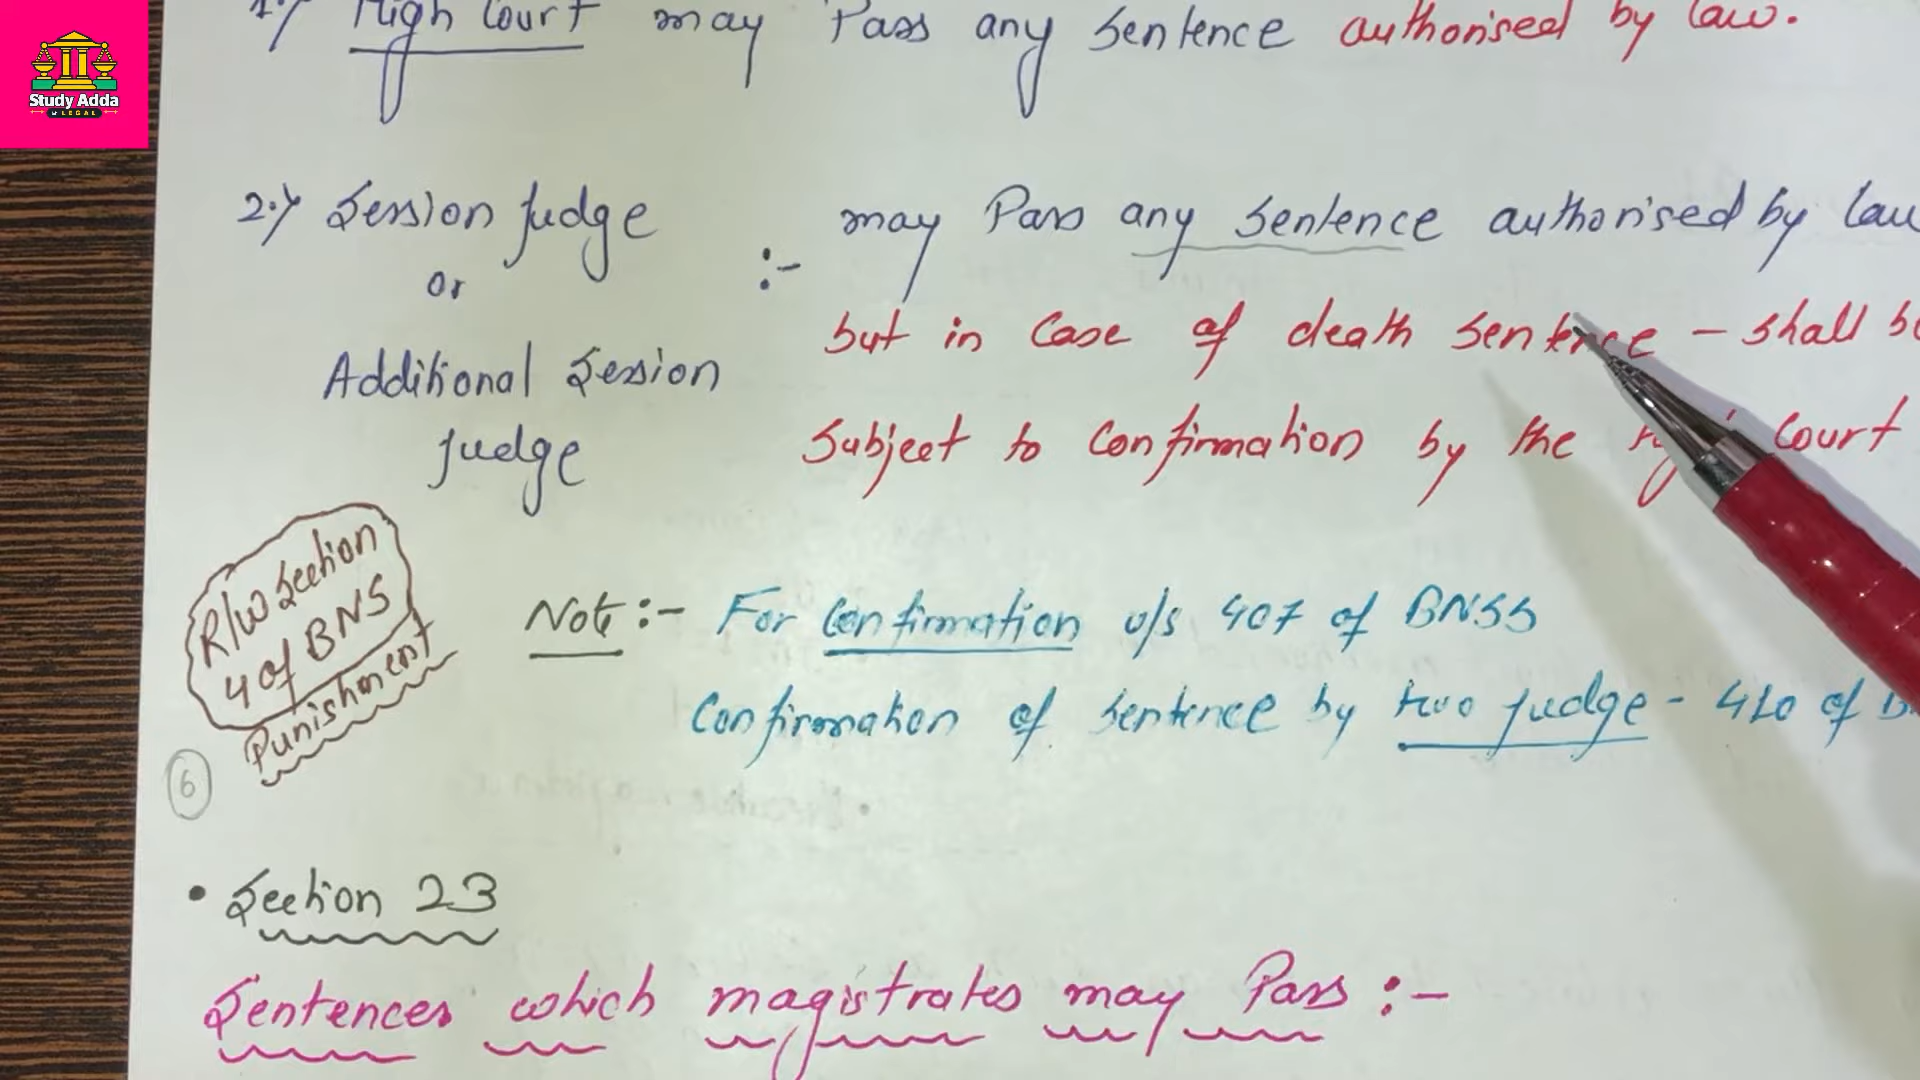 Study Adda
LEGAL
1.) High Court may Pass any Sentence authorised by law.
2.) Session Judge
or
Additional Session
Judge
:- may Pass any Sentence authorised by law
but in Case of death Sentence - shall
Subject to Confirmation by the Court
R/W Section
4 of BNS
Punishment
Note :- For Confirmation u/s 407 of BNSS
Confirmation of Sentence by two Judge - 410 of
6
• Section 23
Sentences which magistrates may Pass :-